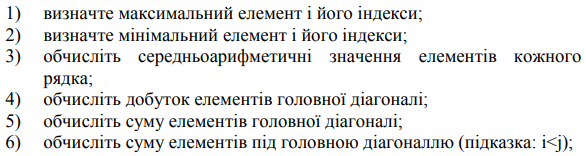 1) визначте максимальний елемент і його індекси;
2) визначте мінімальний елемент і його індекси;
3) обчисліть середньоарифметичні значення елементів кожного
рядка;
4) обчисліть добуток елементів головної діагоналі;
5) обчисліть суму елементів головної діагоналі;
6) обчисліть суму елементів під головною діагоналлю (підказка: i<j);